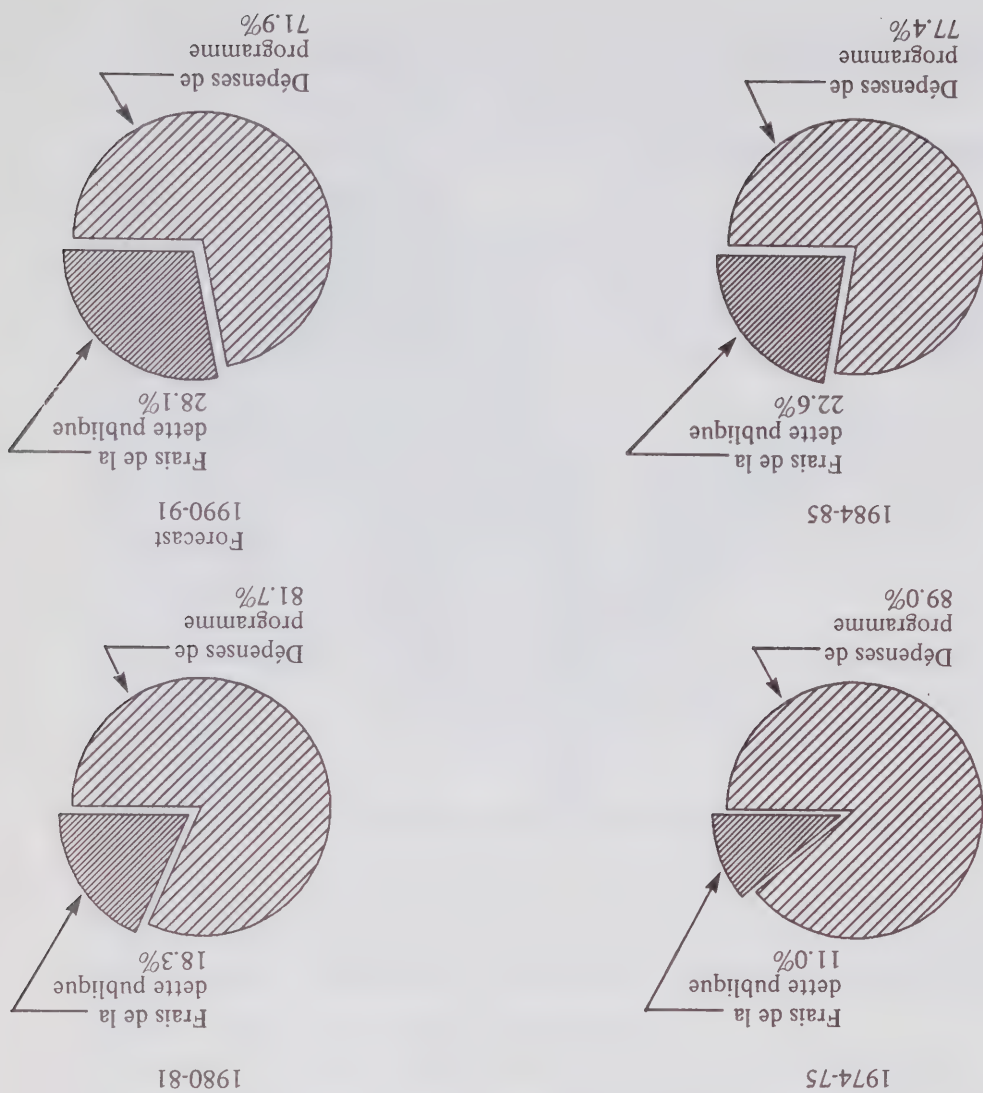 1974-75
Frais de la
dette publique
11.0%
Dépenses de
programme
89.0%
1980-81
Frais de la
dette publique
18.3%
Dépenses de
programme
81.7%
1984-85
Frais de la
dette publique
22.6%
Dépenses de
programme
77.4%
Forecast
1990-91
Frais de la
dette publique
28.1%
Dépenses de
programme
71.9%